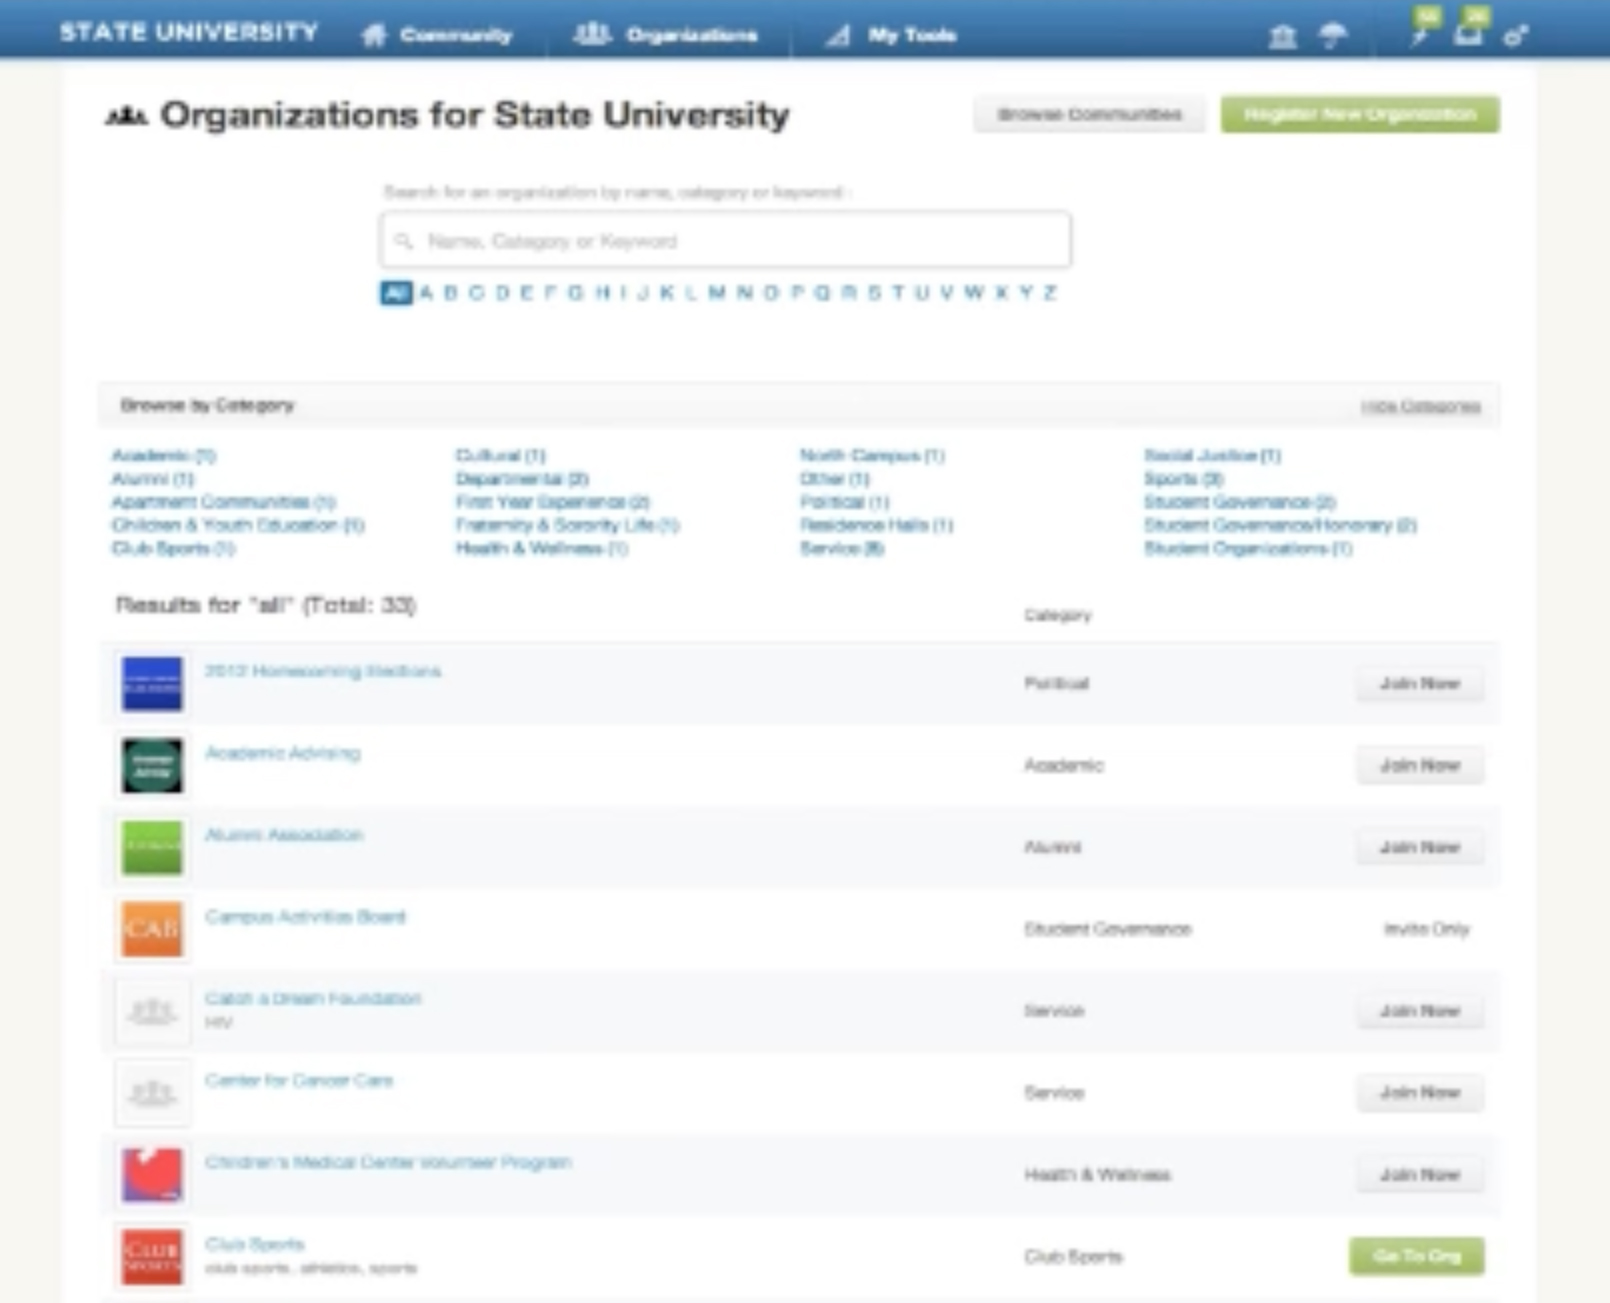 STATE UNIVERSITY Community Organizations My Tools
Organizations for State University
Browse Communities Register New Organization
Search for an organization by name, category or keyword:
Name, Category or Keyword
All A B C D E F G H I J K L M N O P Q R S T U V W X Y Z
Browse by Category Hide Categories
Academic (1) Cultural (1) North Campus (1) Social Justice (1)
Alumni (1) Departmental Other (1) Sports
Apartment Communities (1) First Year Experience (2) Political (1) Student Governance (2)
Children & Youth Education (1) Fraternity & Sorority Life (1) Residence Halls (1) Student Governance/Honorary (2)
Club Sports (1) Health & Wellness (1) Service Student Organizations (1)
Results for "all" (Total: 33)
Category
2012 Homecoming Elections Political Join Now
Academic Advising Academic Join Now
Alumni Association Alumni Join Now
CAB Campus Activities Board Student Governance Invite Only
Catch a Dream Foundation Service Join Now
HIV
Center for Cancer Care Service Join Now
Children's Medical Center Volunteer Program Health & Wellness Join Now
CLUB SPORTS Club Sports Club Sports Go To Org
club sports, athletics, sports